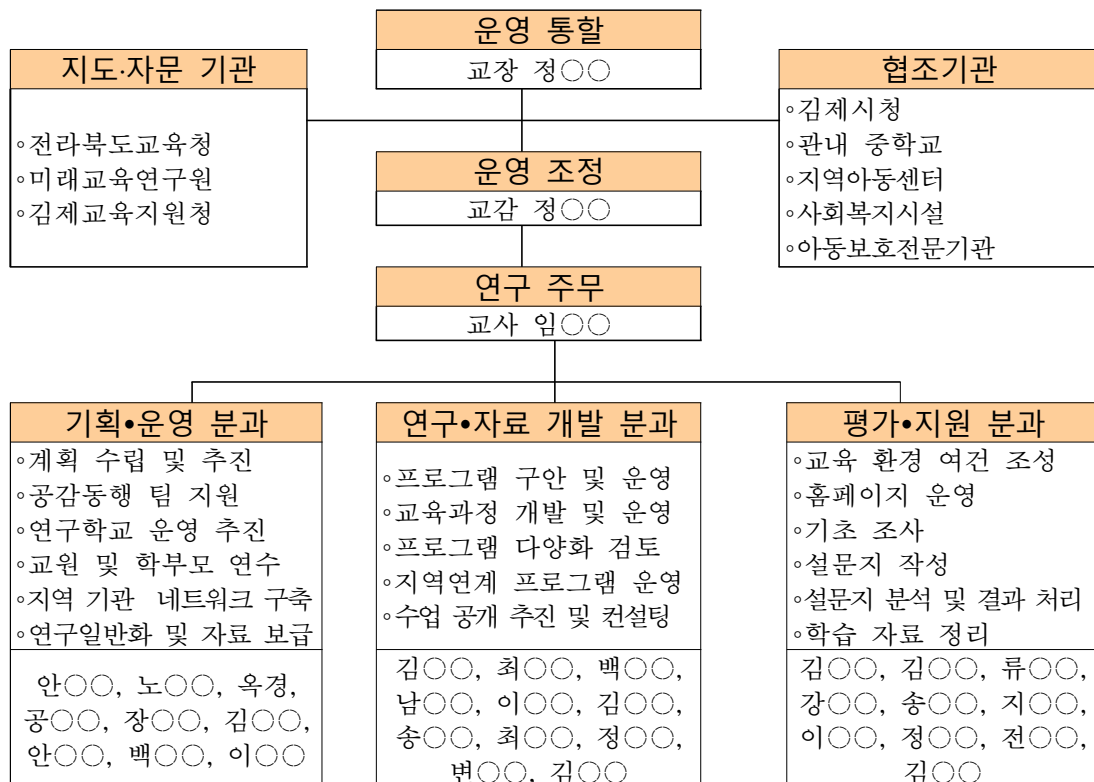 운영 통할
교장 정○○
지도·자문 기관
◦전라북도교육청
◦미래교육연구원
◦김제교육지원청
협조기관
◦김제시청
◦관내 중학교
◦지역아동센터
◦사회복지시설
◦아동보호전문기관
운영 조정
교감 정○○
연구 주무
교사 임○○
기획•운영 분과
◦계획 수립 및 추진
◦공감동행 팀 지원
◦연구학교 운영 추진
◦교원 및 학부모 연수
◦지역 기관 네트워크 구축
◦연구일반화 및 자료 보급
안○○, 노○○, 옥경,
공○○, 장○○, 김○○,
안○○, 백○○, 이○○
연구•자료 개발 분과
◦프로그램 구안 및 운영
◦교육과정 개발 및 운영
◦프로그램 다양화 검토
◦지역연계 프로그램 운영
◦수업 공개 추진 및 컨설팅
김○○, 최○○, 백○○,
남○○, 이○○, 김○○,
송○○, 최○○, 정○○,
변○○, 김○○
평가•지원 분과
◦교육 환경 여건 조성
◦홈페이지 운영
◦기초 조사
◦설문지 작성
◦설문지 분석 및 결과 처리
◦학습 자료 정리
김○○, 김○○, 류○○,
강○○, 송○○, 지○○,
이○○, 정○○, 전○○,
김○○